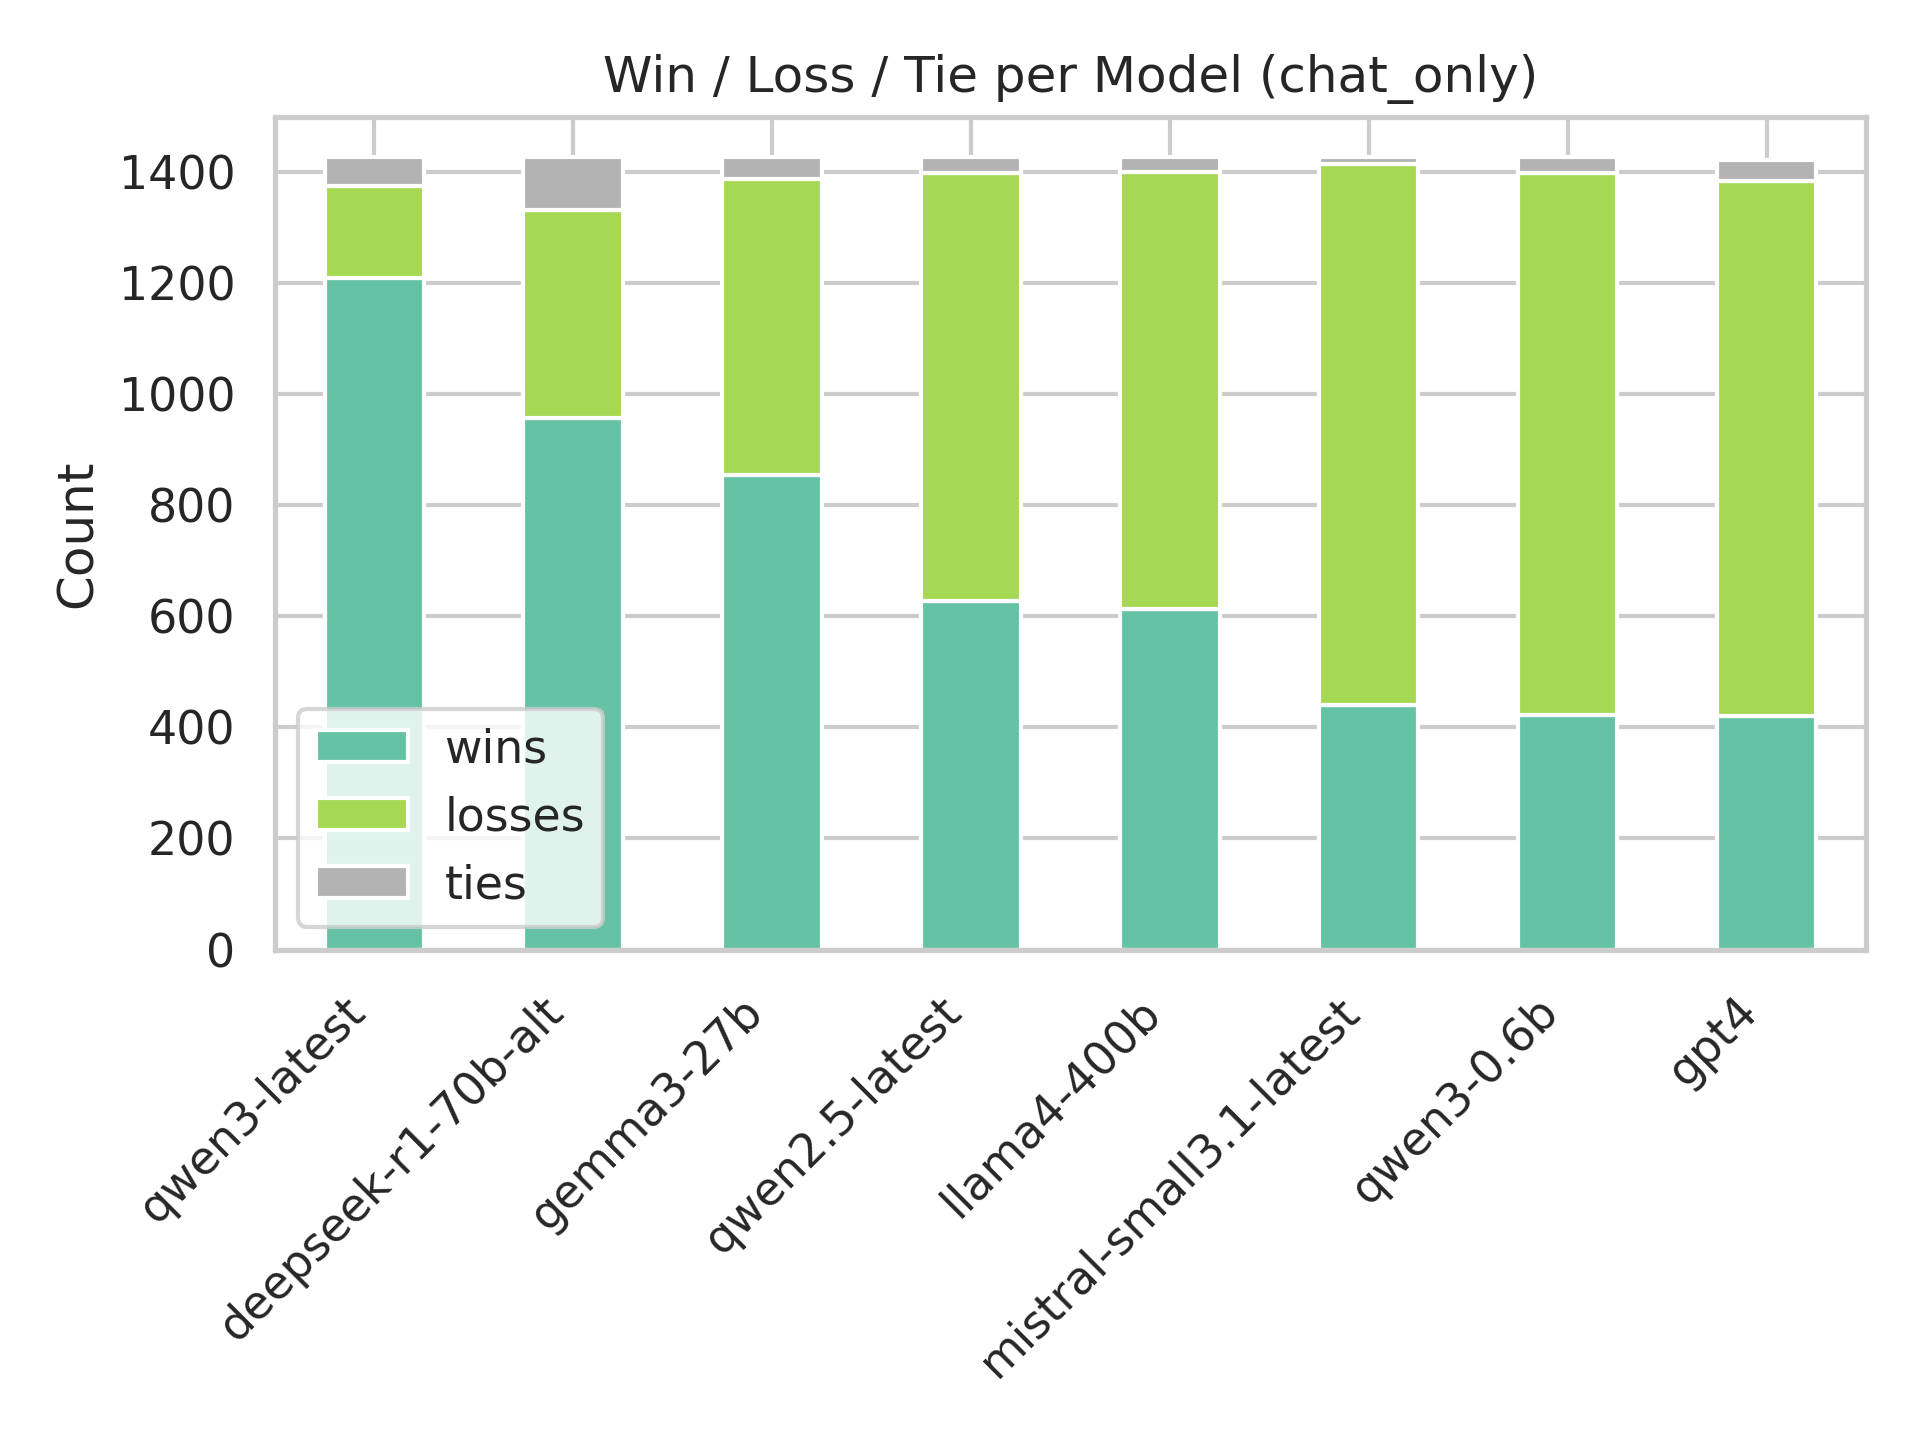 Win / Loss / Tie per Model (chat_only)
Count
1400
1200
1000
800
600
400
200
0
wins
losses
ties
qwen3-latest
deepseek-r1-70b-alt
gemma3-27b
qwen2.5-latest
llama4-400b
mistral-small3.1-latest
qwen3-0.6b
gpt4